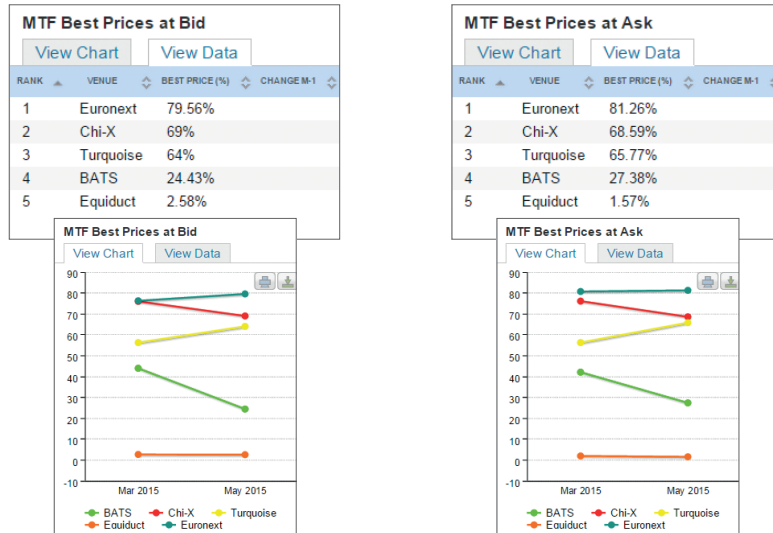 MTF Best Prices at Bid
View Chart View Data
RANK VENUE BEST PRICE (%) CHANGE M-1
1 Euronext 79.56%
2 Chi-X 69%
3 Turquoise 64%
4 BATS 24.43%
5 Equiduct 2.58%
MTF Best Prices at Bid
View Chart View Data
90
80
70
60
50
40
30
20
10
0
-10
Mar 2015 May 2015
BATS Chi-X Turquoise
Equiduct Euronext
MTF Best Prices at Ask
View Chart View Data
RANK VENUE BEST PRICE (%) CHANGE M-1
1 Euronext 81.26%
2 Chi-X 68.59%
3 Turquoise 65.77%
4 BATS 27.38%
5 Equiduct 1.57%
MTF Best Prices at Ask
View Chart View Data
90
80
70
60
50
40
30
20
10
0
-10
Mar 2015 May 2015
BATS Chi-X Turquoise
Equiduct Euronext